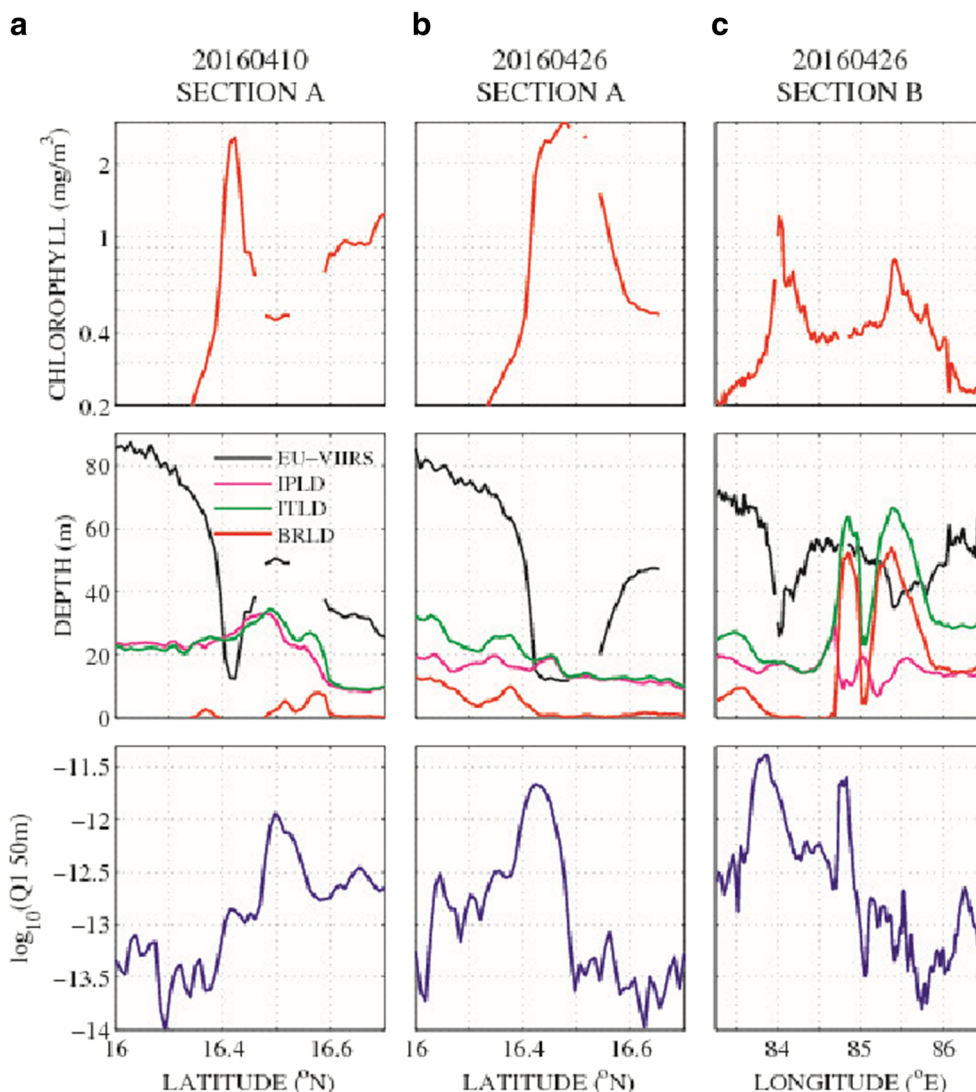 a b c
20160410 20160426 20160426
SECTION A SECTION A SECTION B
CHLOROPHYLL (mg/m³)
2
1
0.4
0.2
DEPTH (m)
80
60
40
20
0
EU-VIIRS
IPLD
ITLD
BRLD
log₁₀(Q1 50m)
-11.5
-12
-12.5
-13
-13.5
-14
16 16.4 16.6 16 16.4 16.6 84 85 86
LATITUDE (°N) LATITUDE (°N) LONGITUDE (°E)